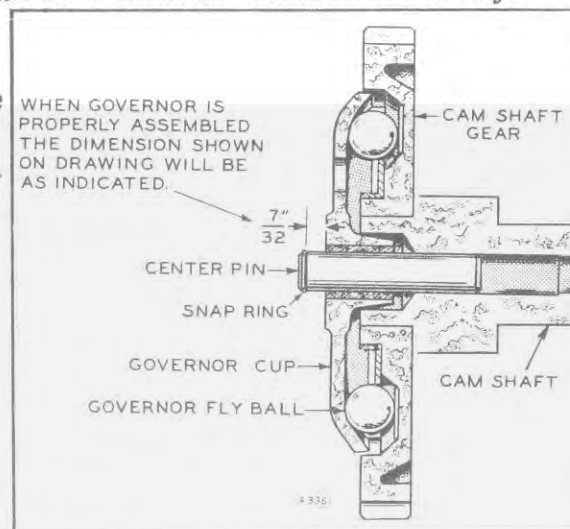 WHEN GOVERNOR IS
PROPERLY ASSEMBLED
THE DIMENSION SHOWN
ON DRAWING WILL BE
AS INDICATED.
7"
32
CAM SHAFT
GEAR
CENTER PIN
SNAP RING
GOVERNOR CUP
GOVERNOR FLY BALL
CAM SHAFT